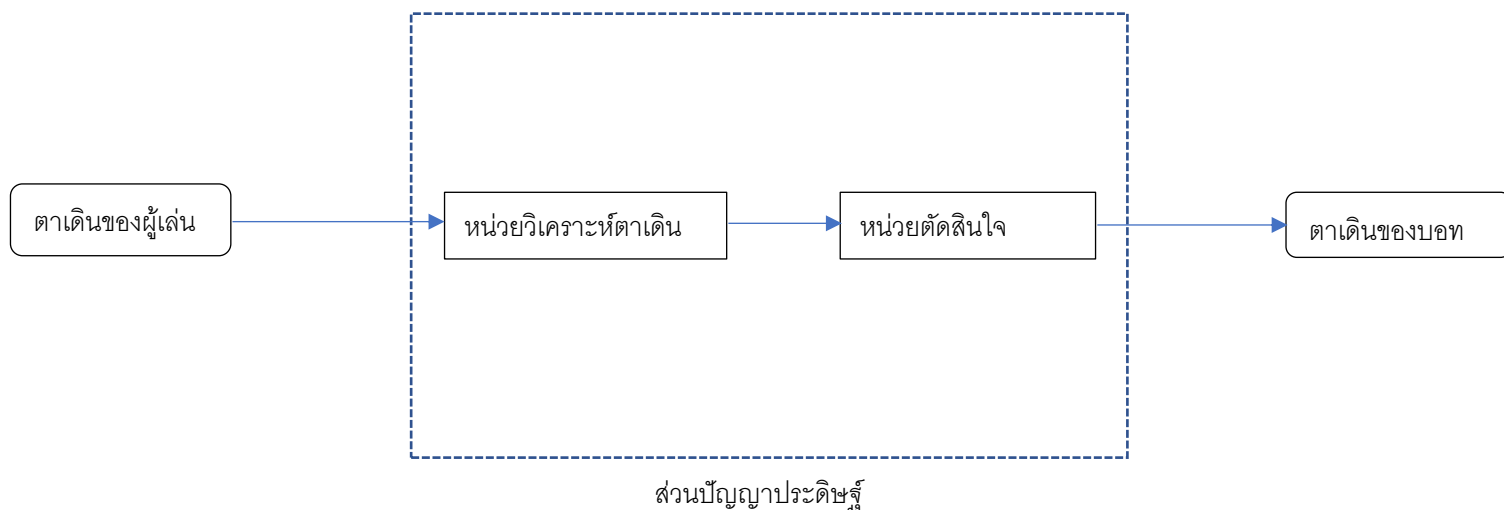 ตาเดินของผู้เล่น
หน่วยวิเคราะห์ตาเดิน
หน่วยตัดสินใจ
ตาเดินของบอท
ส่วนปัญญาประดิษฐ์